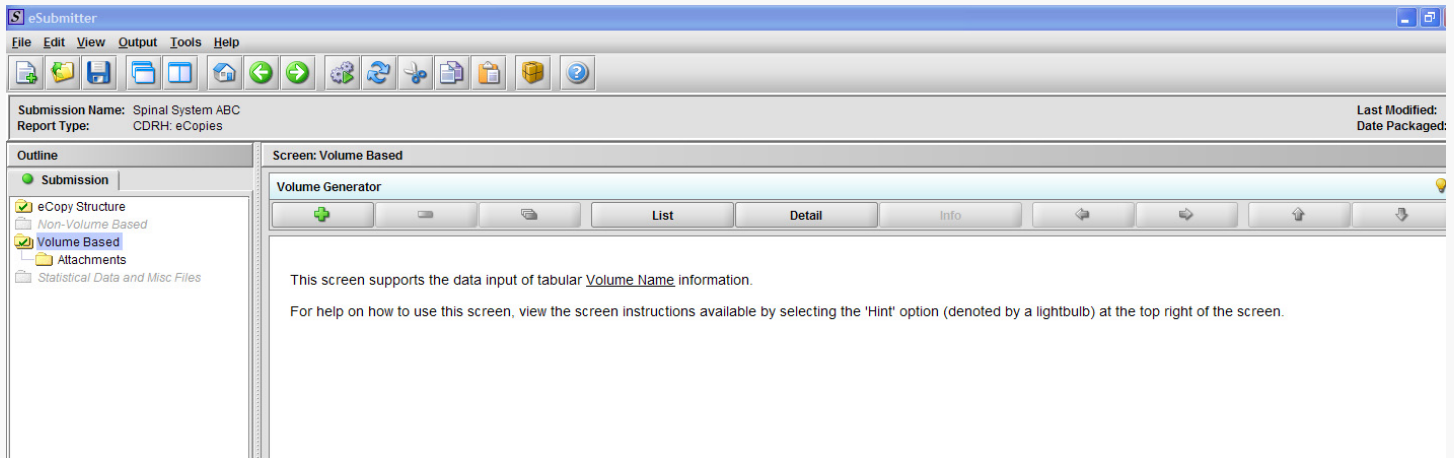 S eSubmitter
File Edit View Output Tools Help
Submission Name: Spinal System ABC
Last Modified:
Report Type: CDRH: eCopies
Date Packaged:
Outline
Screen: Volume Based
Submission
Volume Generator
List Detail Info
eCopy Structure
Non-Volume Based
Volume Based
Attachments
Statistical Data and Misc Files
This screen supports the data input of tabular Volume Name information.
For help on how to use this screen, view the screen instructions available by selecting the 'Hint' option (denoted by a lightbulb) at the top right of the screen.